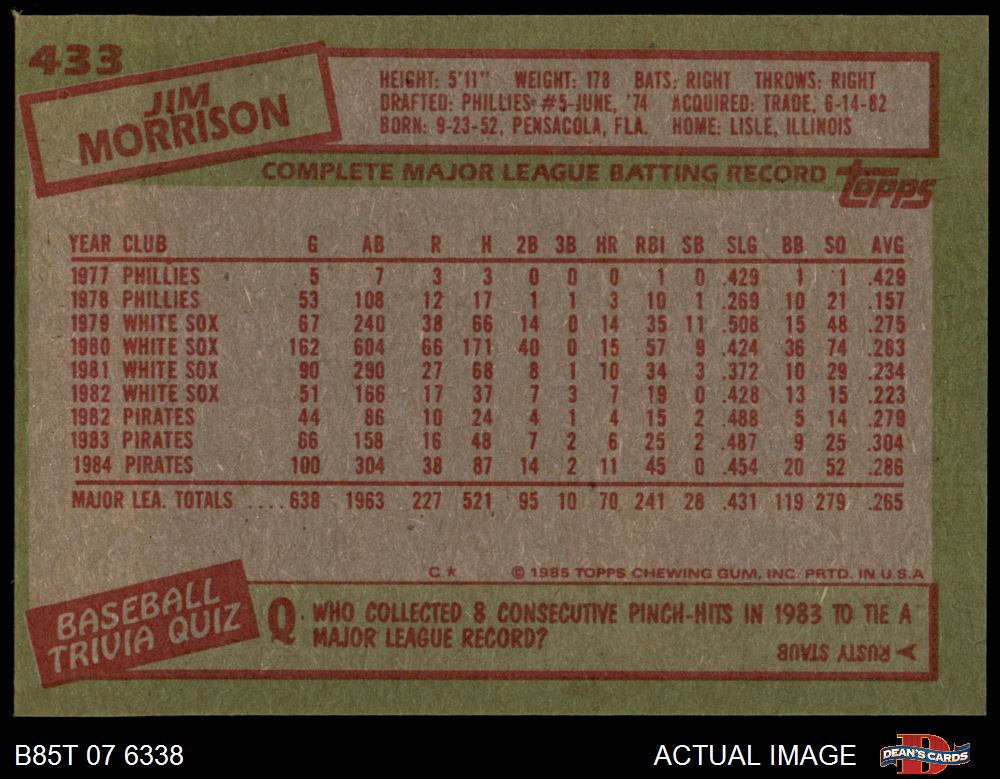 433
JIM
MORRISON
HEIGHT: 5'11" WEIGHT: 178 BATS: RIGHT THROWS: RIGHT
DRAFTED: PHILLIES #5-JUNE, '74 ACQUIRED: TRADE, 6-14-82
BORN: 9-23-52, PENSACOLA, FLA. HOME: LISLE, ILLINOIS
COMPLETE MAJOR LEAGUE BATTING RECORD topps
YEAR CLUB G AB R H 2B 3B HR RBI SB SLG BB SO AVG
1977 PHILLIES 5 7 3 3 0 0 0 1 0 .429 1 1 .429
1978 PHILLIES 53 108 12 17 1 1 3 10 1 .269 10 21 .157
1979 WHITE SOX 67 240 38 66 14 0 14 35 11 .508 15 48 .275
1980 WHITE SOX 162 604 66 171 40 0 15 57 9 .424 36 74 .283
1981 WHITE SOX 90 290 27 68 8 1 10 34 3 .372 10 29 .234
1982 WHITE SOX 51 166 17 37 7 3 7 19 0 .428 13 15 .223
1982 PIRATES 44 86 10 24 4 1 4 15 2 .488 5 14 .279
1983 PIRATES 66 158 16 48 7 2 6 25 2 .487 9 25 .304
1984 PIRATES 100 304 38 87 14 2 11 45 0 .454 20 52 .286
MAJOR LEA. TOTALS .... 638 1963 227 521 95 10 70 241 28 .431 119 279 .265
C* © 1985 TOPPS CHEWING GUM, INC. PRTD. IN U.S.A
BASEBALL
TRIVIA QUIZ
Q. WHO COLLECTED 8 CONSECUTIVE PINCH-HITS IN 1983 TO TIE A
MAJOR LEAGUE RECORD?
A RUSTY STAUB
B85T 07 6338 ACTUAL IMAGE DEAN'S CARDS